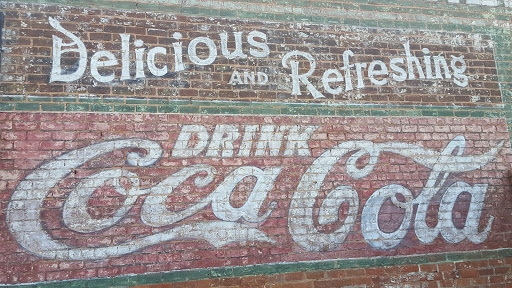 Delicious AND Refreshing
DRINK
Coca-Cola